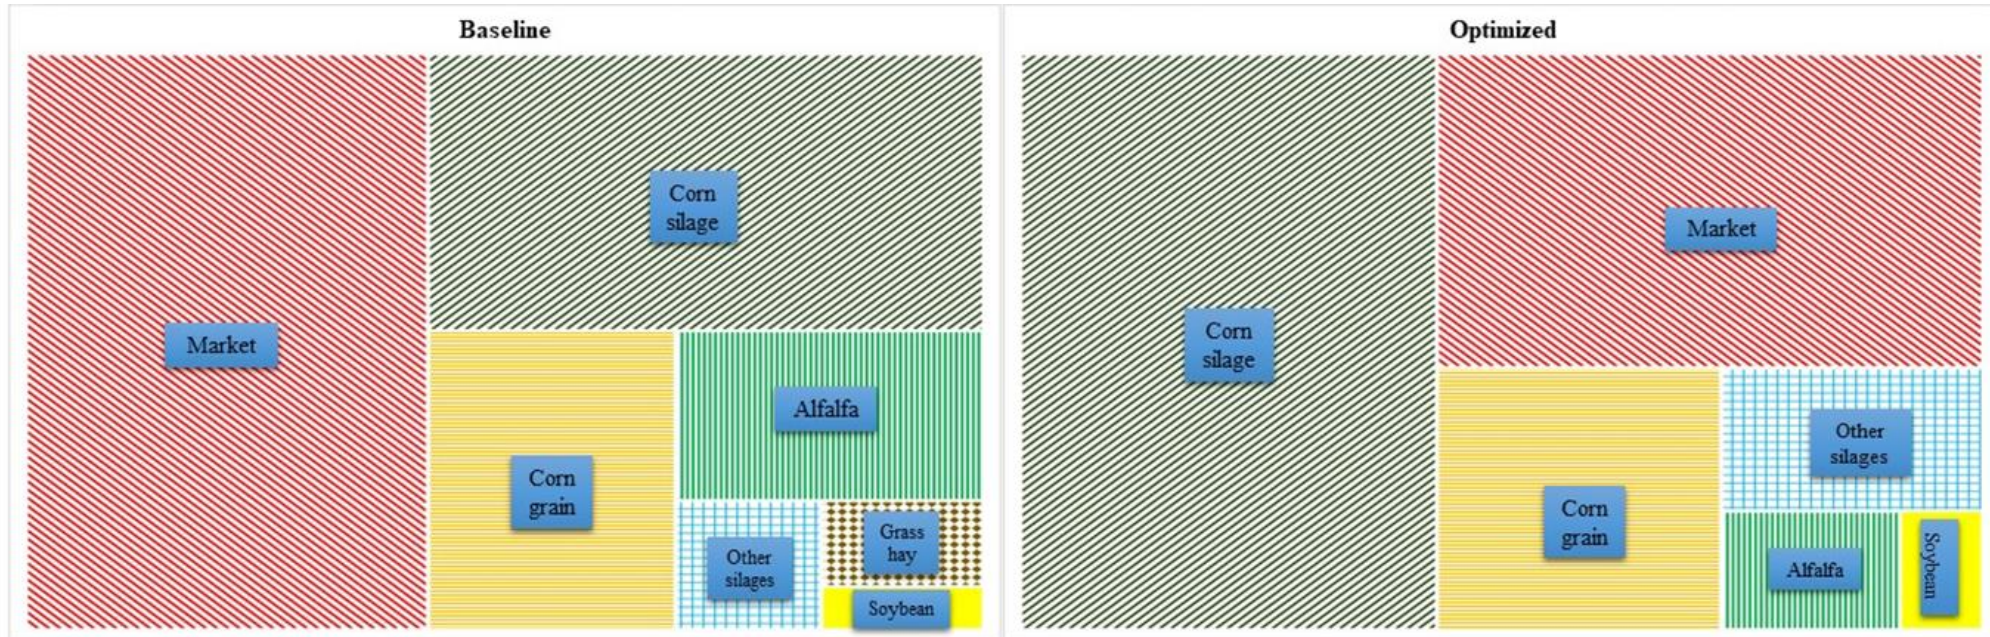 Baseline
Market
Corn
silage
Corn
grain
Alfalfa
Other
silages
Grass
hay
Soybean
Optimized
Corn
silage
Market
Corn
grain
Other
silages
Alfalfa
Soybean